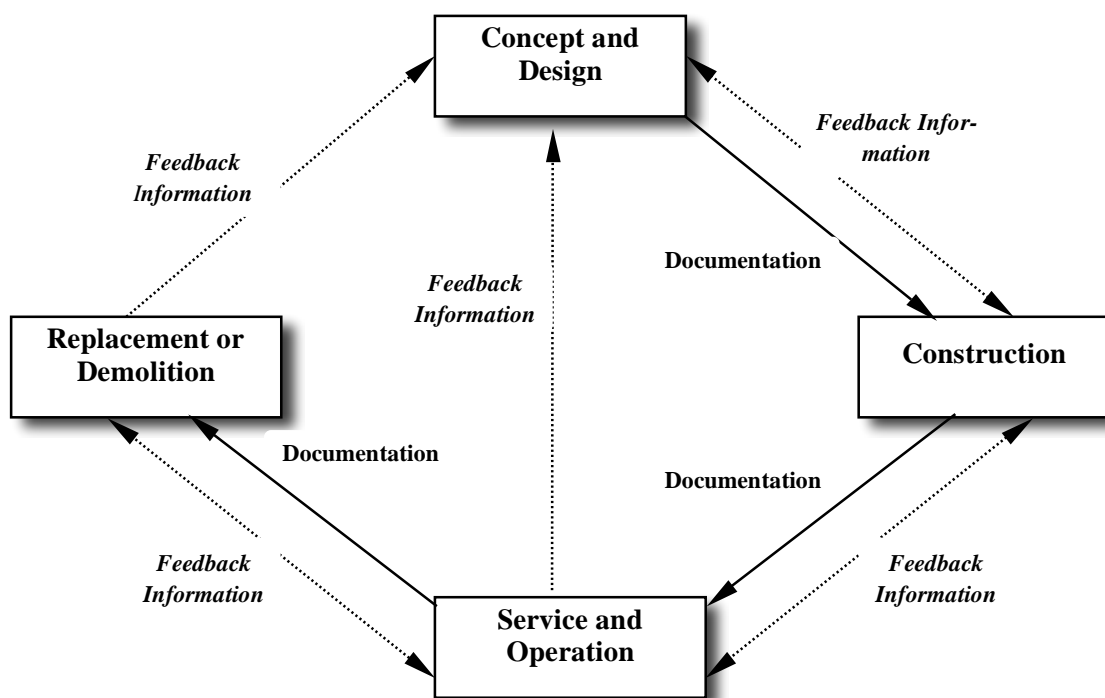 Concept and
Design
Feedback Infor-
mation
Feedback
Information
Documentation
Feedback
Information
Replacement or
Demolition
Construction
Documentation
Documentation
Feedback
Information
Feedback
Information
Service and
Operation